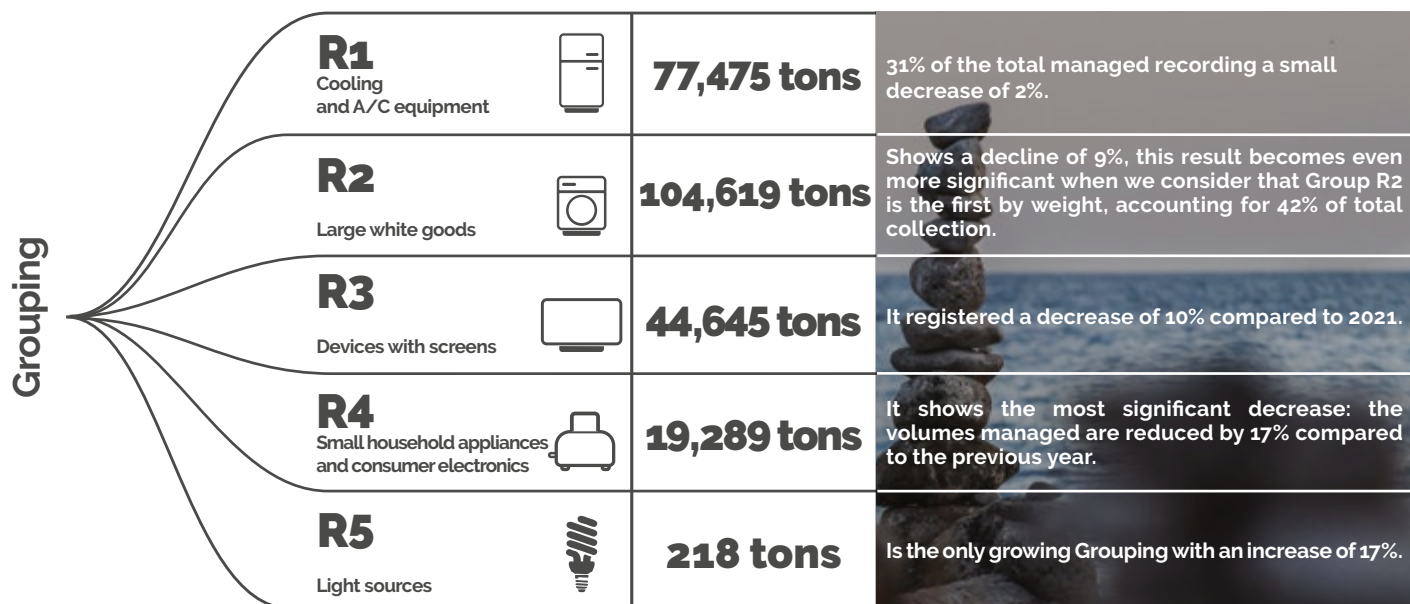 Grouping
R1
Cooling
and A/C equipment
77,475 tons
31% of the total managed recording a small
decrease of 2%.
R2
Large white goods
104,619 tons
Shows a decline of 9%, this result becomes even
more significant when we consider that Group R2
is the first by weight, accounting for 42% of total
collection.
R3
Devices with screens
44,645 tons
It registered a decrease of 10% compared to 2021.
R4
Small household appliances
and consumer electronics
19,289 tons
It shows the most significant decrease: the
volumes managed are reduced by 17% compared
to the previous year.
R5
Light sources
218 tons
Is the only growing Grouping with an increase of 17%.